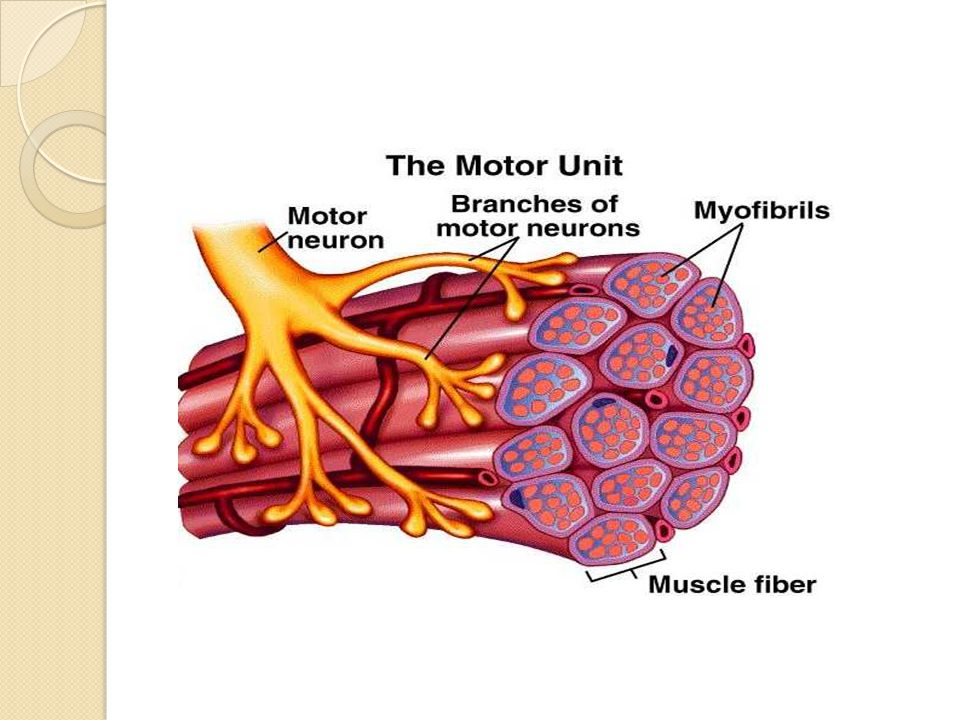 The Motor Unit
Motor
neuron
Branches of
motor neurons
Myofibrils
Muscle fiber